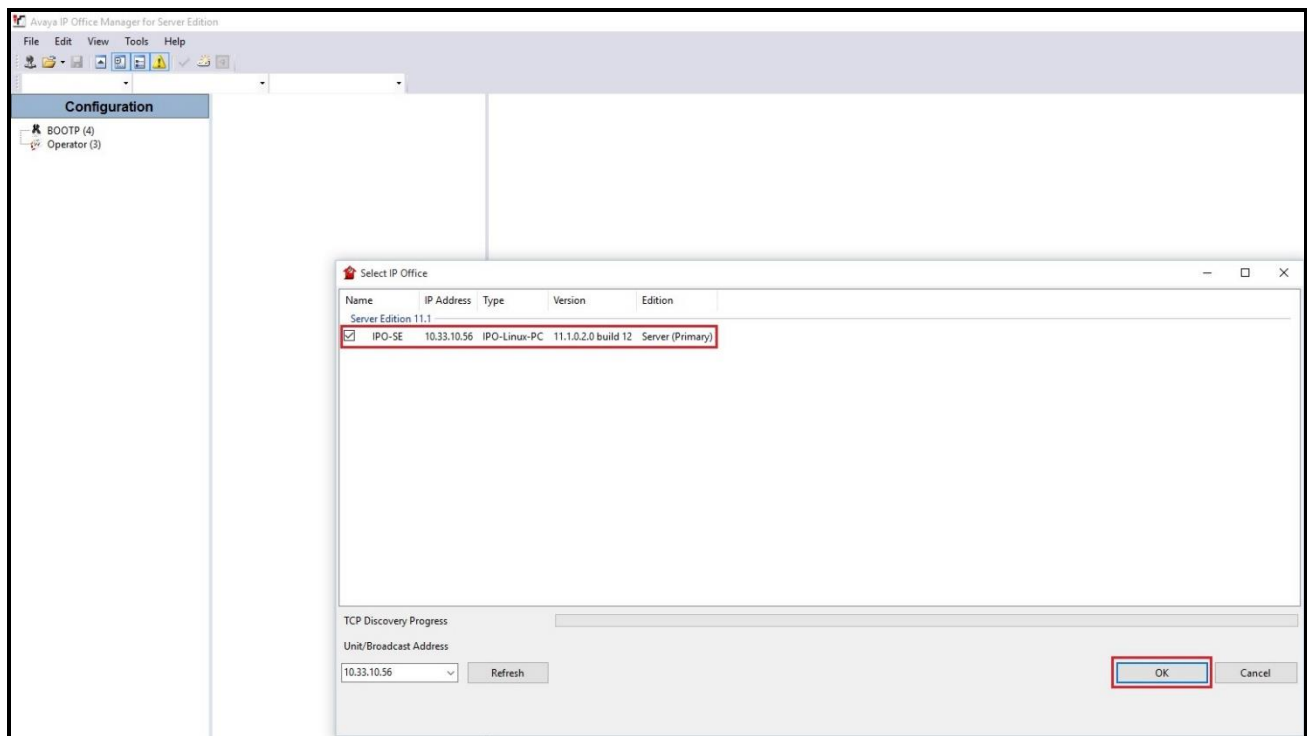 Avaya IP Office Manager for Server Edition
File Edit View Tools Help
Configuration
BOOTP (4)
Operator (3)
Select IP Office
Name IP Address Type Version Edition
Server Edition 11.1
IPO-SE 10.33.10.56 IPO-Linux-PC 11.1.0.2.0 build 12 Server (Primary)
TCP Discovery Progress
Unit/Broadcast Address
10.33.10.56 Refresh OK Cancel